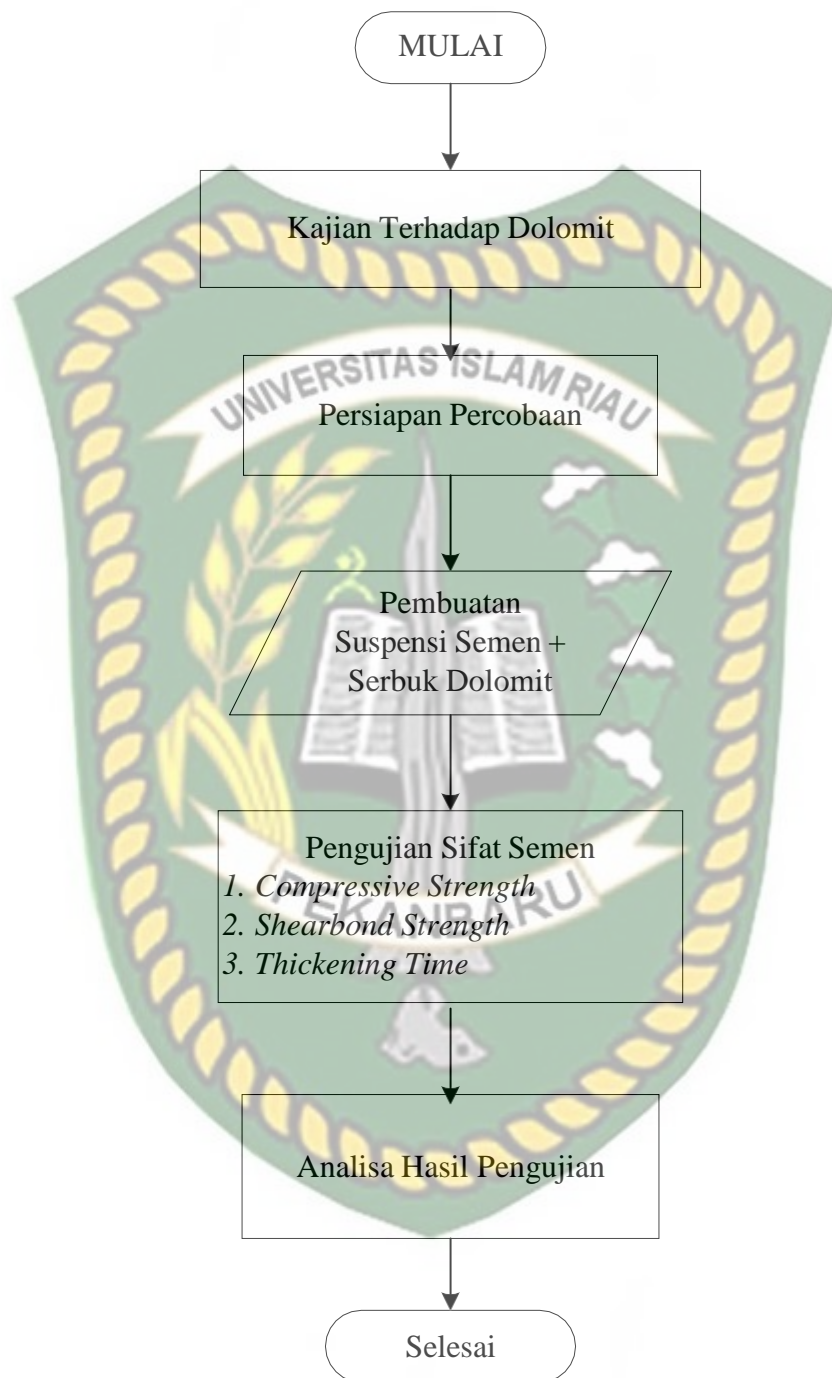 MULAI
Kajian Terhadap Dolomit
UNIVERSITAS ISLAM RIAU
Persiapan Percobaan
Pembuatan
Suspensi Semen +
Serbuk Dolomit
Pengujian Sifat Semen
1. Compressive Strength
2. Shearbond Strength
3. Thickening Time
PEKANBARU
Analisa Hasil Pengujian
Selesai